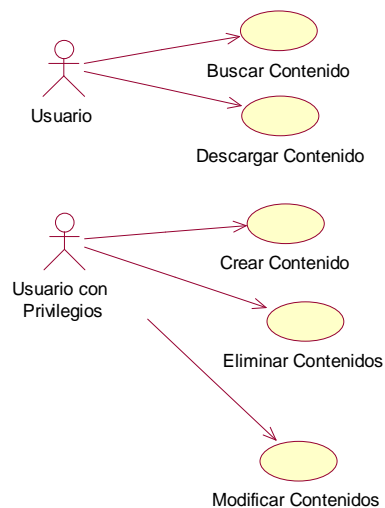 Buscar Contenido
Usuario
Descargar Contenido
Crear Contenido
Usuario con
Privilegios
Eliminar Contenidos
Modificar Contenidos